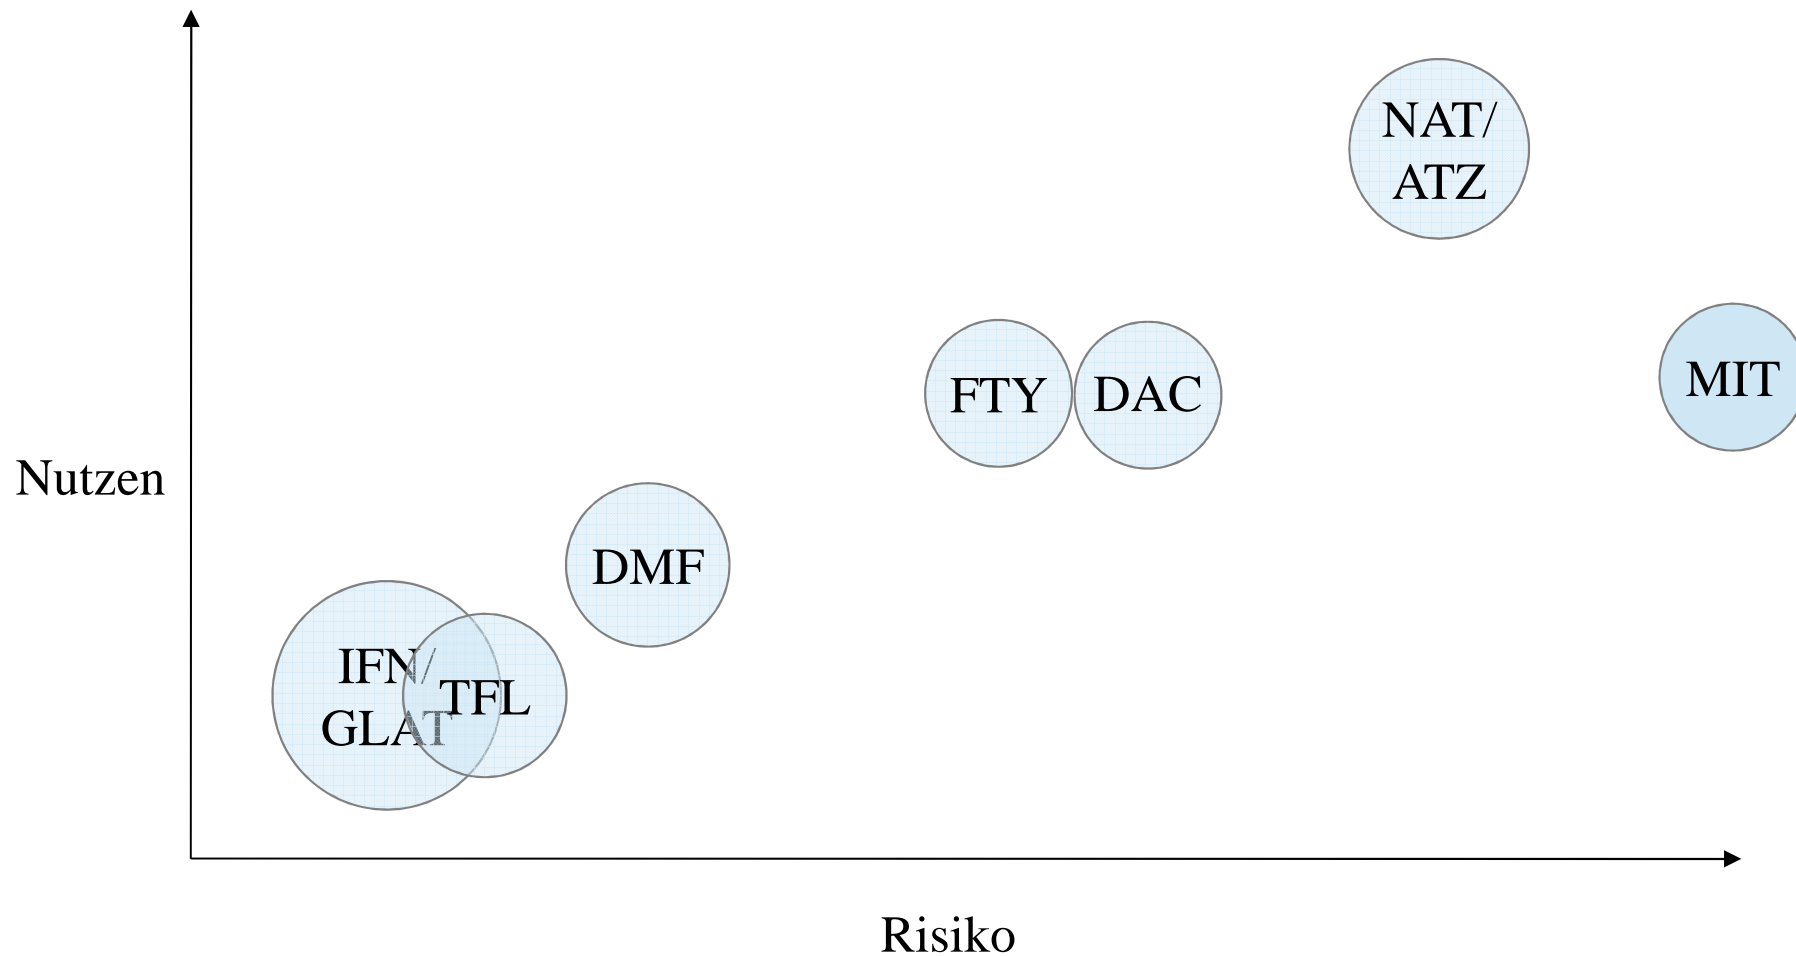 NAT/
ATZ
MIT
FTY
DAC
Nutzen
DMF
IFN/
GLAT
TFL
Risiko